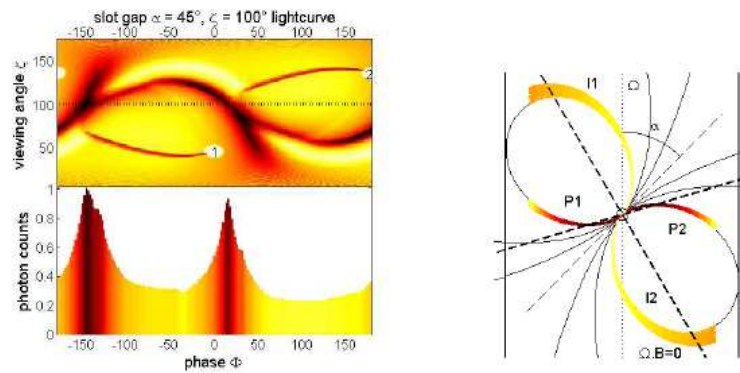 slot gap α = 45°, ζ = 100° lightcurve
-150 -100 -50 0 50 100 150
viewing angle ζ
150
100
50
2
1
photon counts
1
0.8
0.6
0.4
0.2
0
-150 -100 -50 0 50 100 150
phase Φ
I1
Ω
α
P1
P2
I2
Ω.B=0